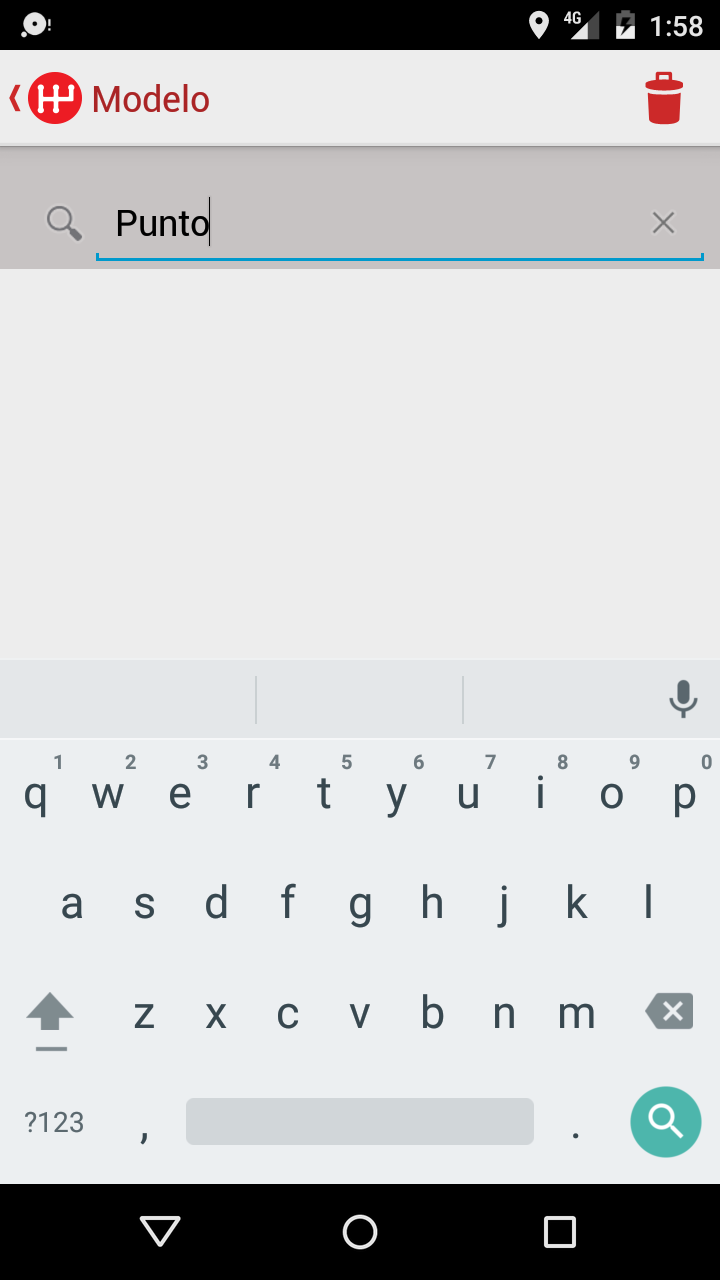 4G 1:58
Modelo
Punto
1 2 3 4 5 6 7 8 9 0
q w e r t y u i o p
a s d f g h j k l
z x c v b n m
?123 , .